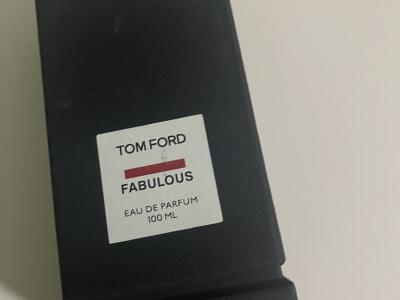 TOM FORD
FABULOUS
EAU DE PARFUM
100 ML